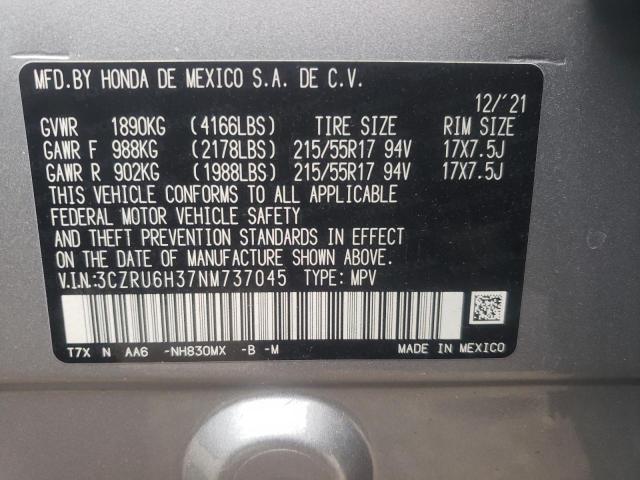 MFD.BY HONDA DE MEXICO S.A. DE C.V.
12/'21
GVWR 1890KG (4166LBS) TIRE SIZE RIM SIZE
GAWR F 988KG (2178LBS) 215/55R17 94V 17X7.5J
GAWR R 902KG (1988LBS) 215/55R17 94V 17X7.5J
THIS VEHICLE CONFORMS TO ALL APPLICABLE
FEDERAL MOTOR VEHICLE SAFETY
AND THEFT PREVENTION STANDARDS IN EFFECT
ON THE DATE OF MANUFACTURE SHOWN ABOVE.
V.I.N:3CZRU6H37NM737045 TYPE: MPV
T7X N AA6 -NH830MX -B -M MADE IN MEXICO